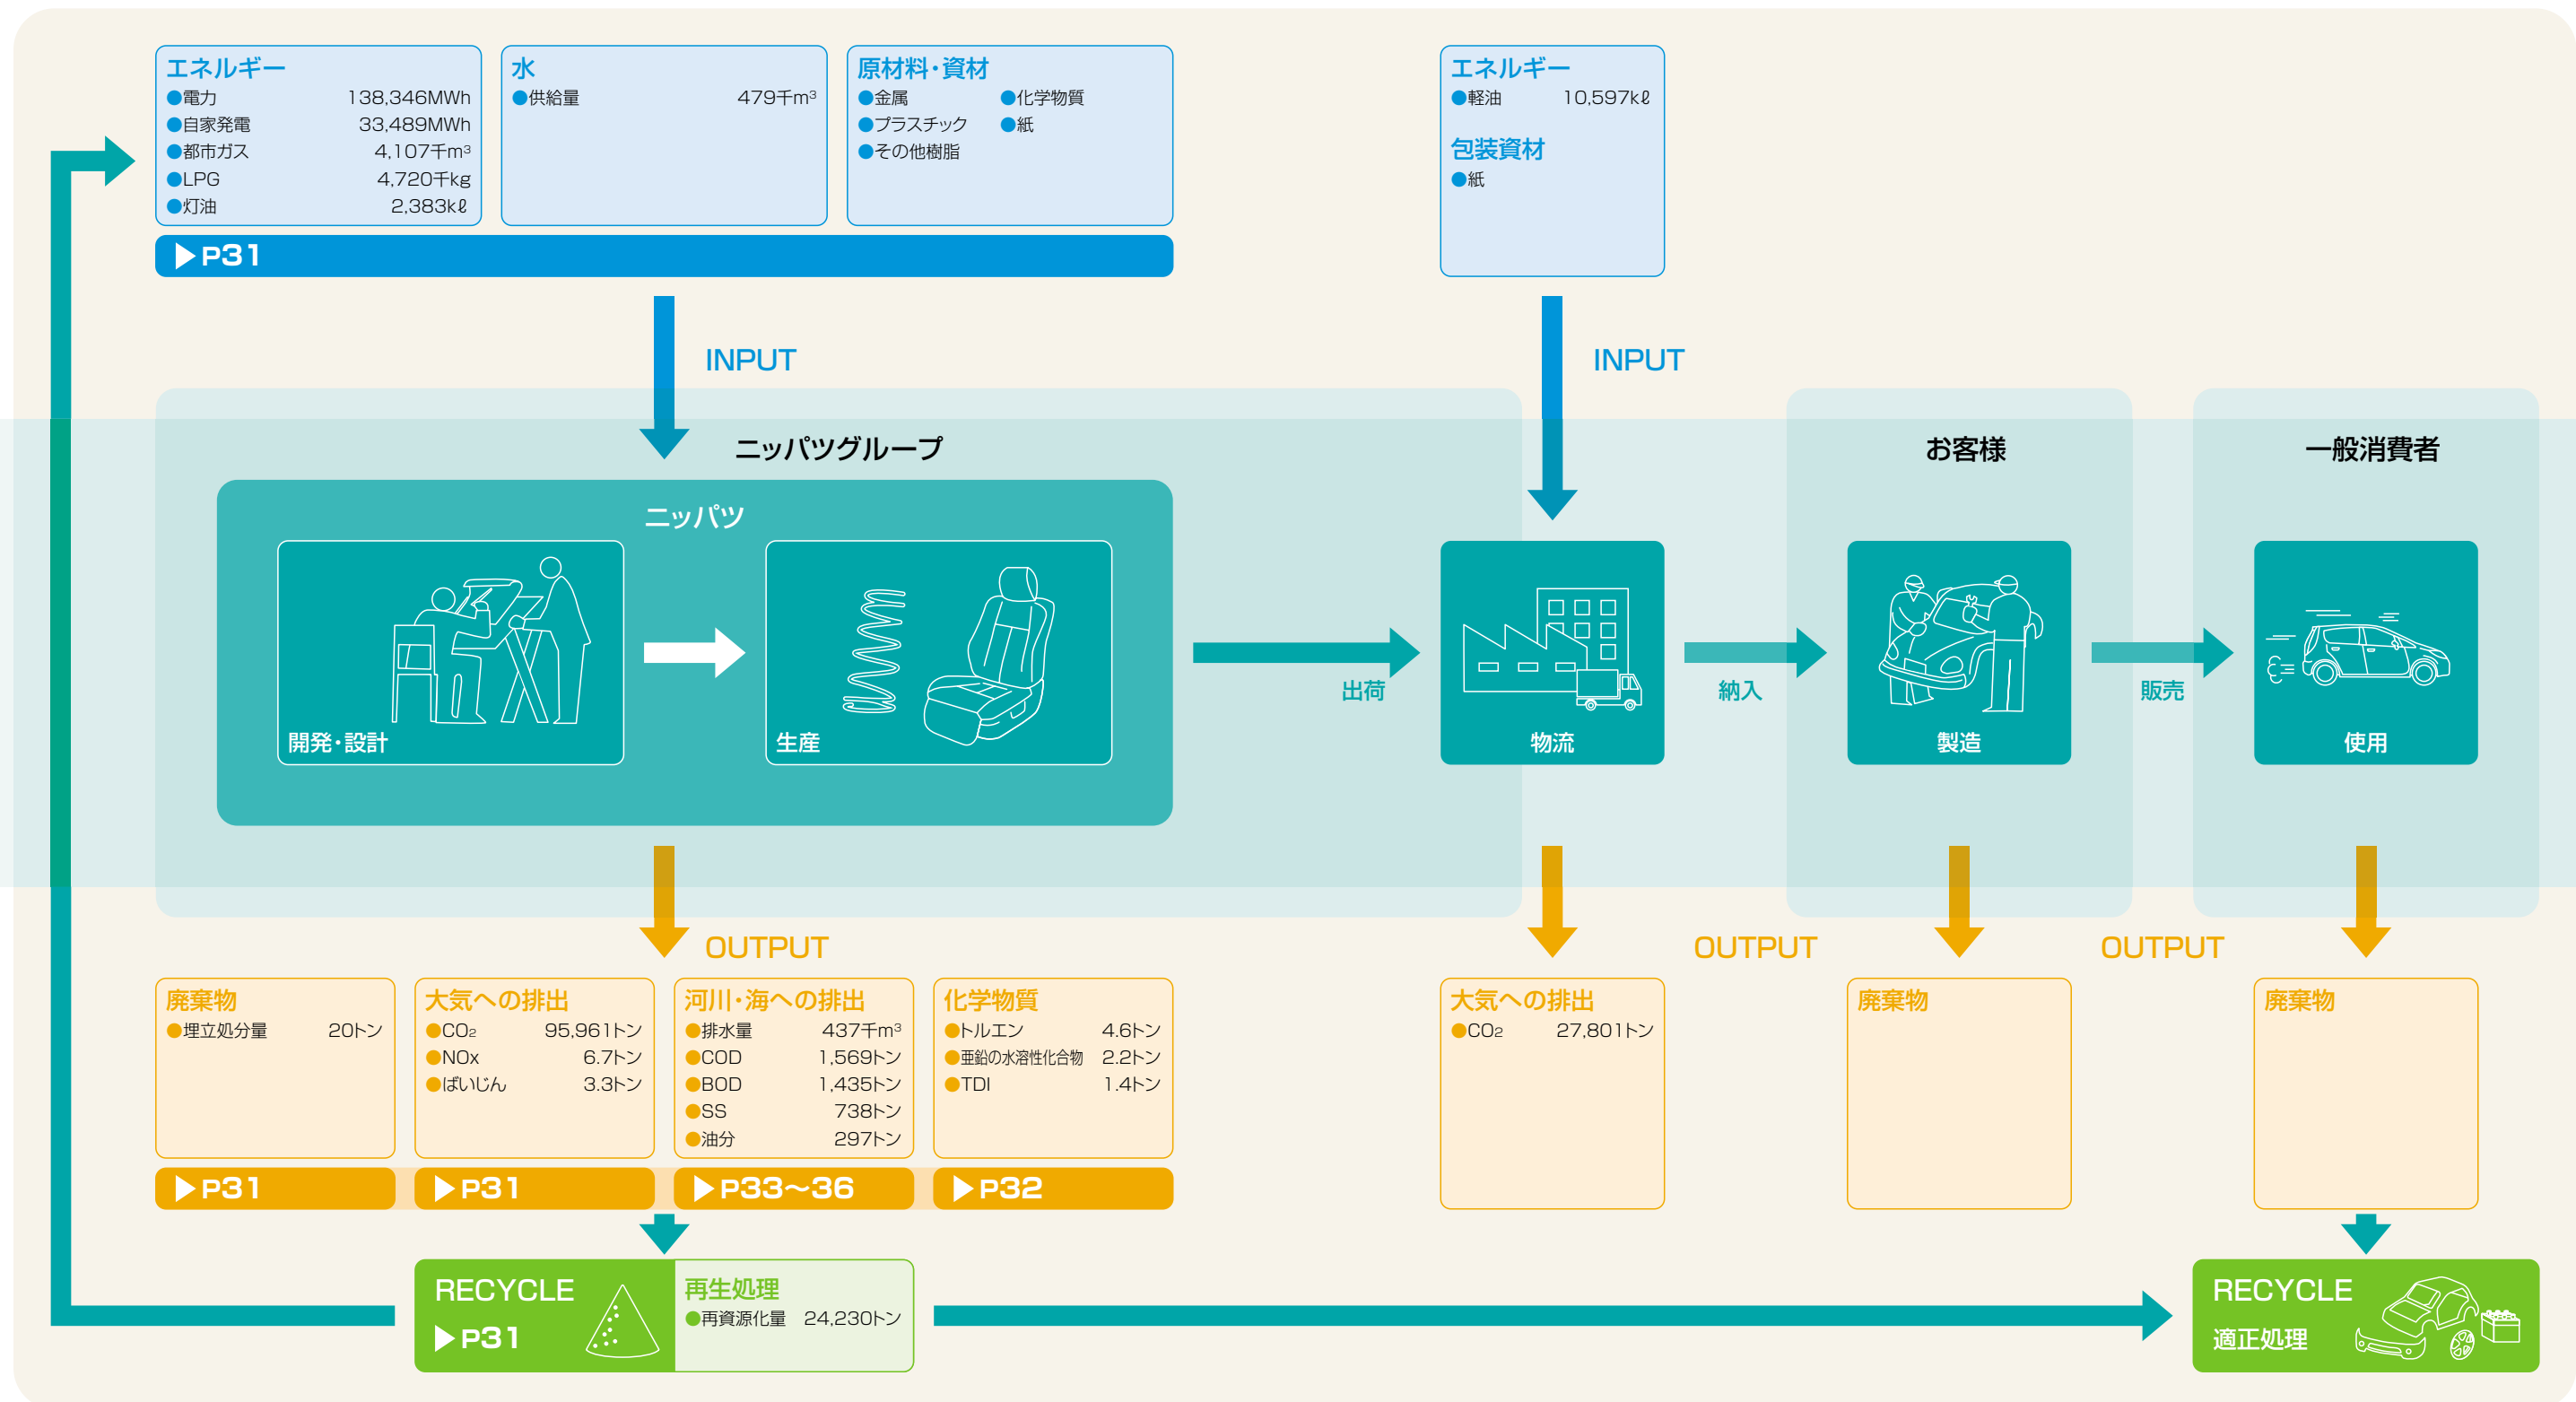 エネルギー
●電力 138,346MWh
●自家発電 33,489MWh
●都市ガス 4,107千m³
●LPG 4,720千kg
●灯油 2,383kℓ
水
●供給量 479千m³
原材料・資材
●金属 ●化学物質
●プラスチック ●紙
●その他樹脂
▶P31
エネルギー
●軽油 10,597kℓ
包装資材
●紙
INPUT
INPUT
ニッパツグループ
ニッパツ
開発・設計
生産
出荷
物流
納入
お客様
製造
販売
一般消費者
使用
OUTPUT
OUTPUT
OUTPUT
廃棄物
●埋立処分量 20トン
▶P31
大気への排出
●CO₂ 95,961トン
●NOx 6.7トン
●ばいじん 3.3トン
▶P31
河川・海への排出
●排水量 437千m³
●COD 1,569トン
●BOD 1,435トン
●SS 738トン
●油分 297トン
▶P33～36
化学物質
●トルエン 4.6トン
●亜鉛の水溶性化合物 2.2トン
●TDI 1.4トン
▶P32
大気への排出
●CO₂ 27,801トン
廃棄物
廃棄物
RECYCLE
▶P31
再生処理
●再資源化量 24,230トン
RECYCLE
適正処理